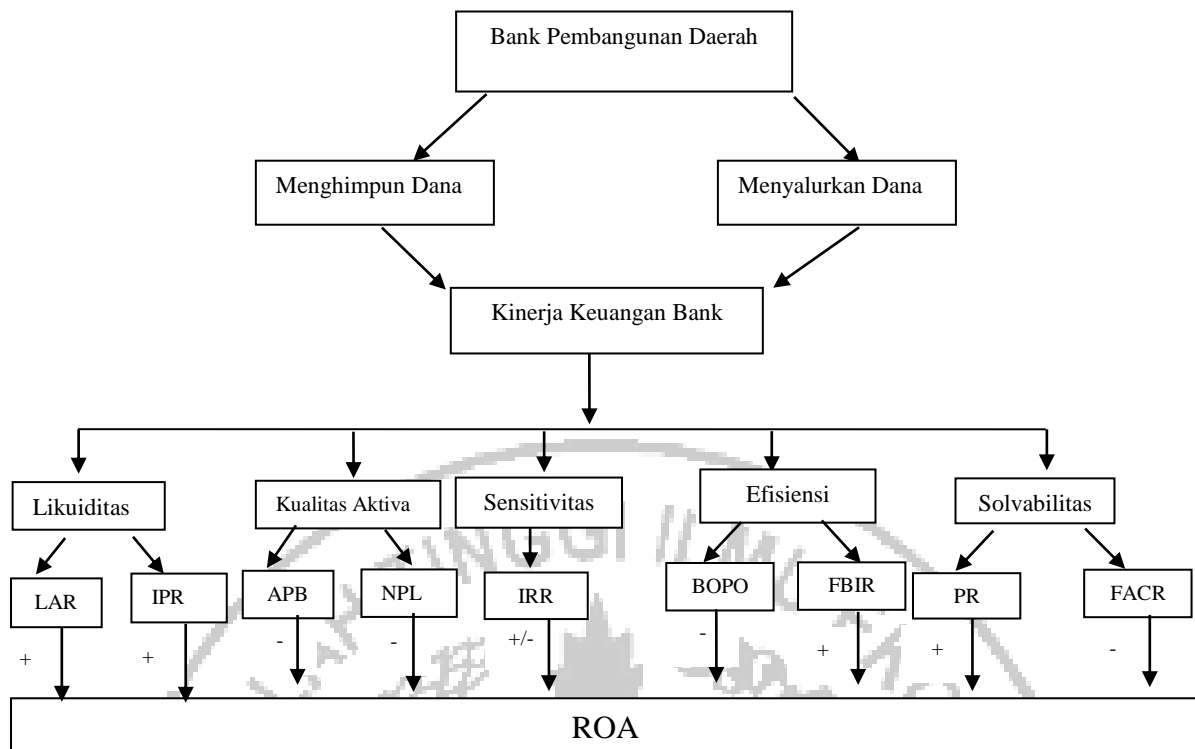 Bank Pembangunan Daerah
Menghimpun Dana
Menyalurkan Dana
Kinerja Keuangan Bank
Likuiditas
Kualitas Aktiva
Sensitivitas
Efisiensi
Solvabilitas
LAR
IPR
APB
NPL
IRR
BOPO
FBIR
PR
FACR
+
+
-
-
+/-
-
+
+
-
ROA